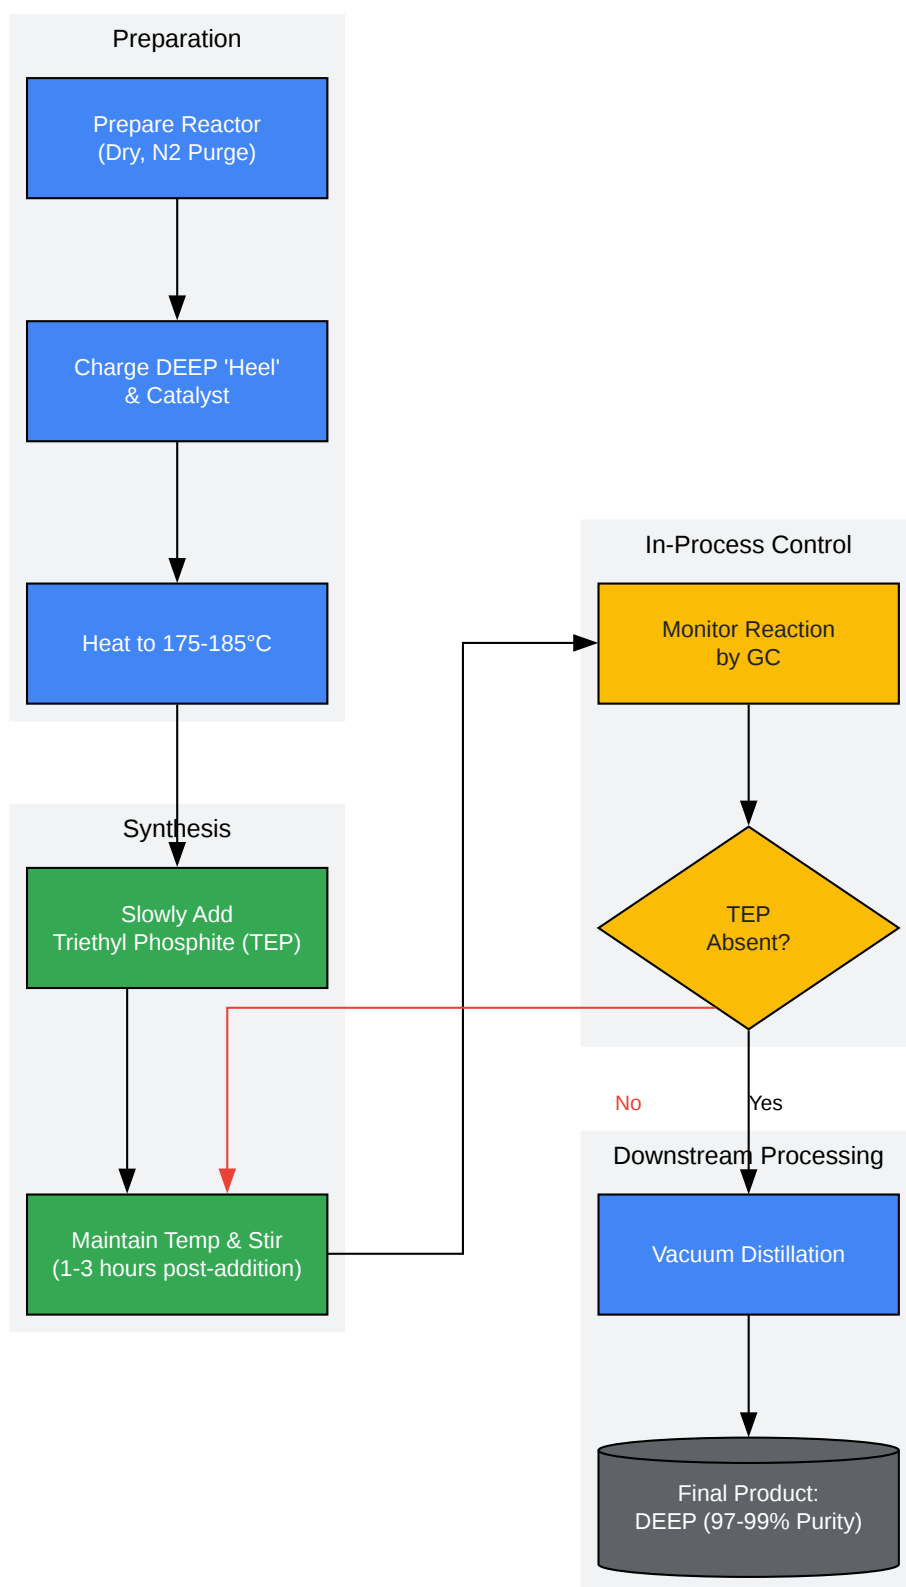 Preparation
Prepare Reactor
(Dry, N2 Purge)
Charge DEEP 'Heel'
& Catalyst
Heat to 175-185°C
Synthesis
Slowly Add
Triethyl Phosphite (TEP)
Maintain Temp & Stir
(1-3 hours post-addition)
In-Process Control
Monitor Reaction
by GC
TEP
Absent?
No
Yes
Downstream Processing
Vacuum Distillation
Final Product:
DEEP (97-99% Purity)